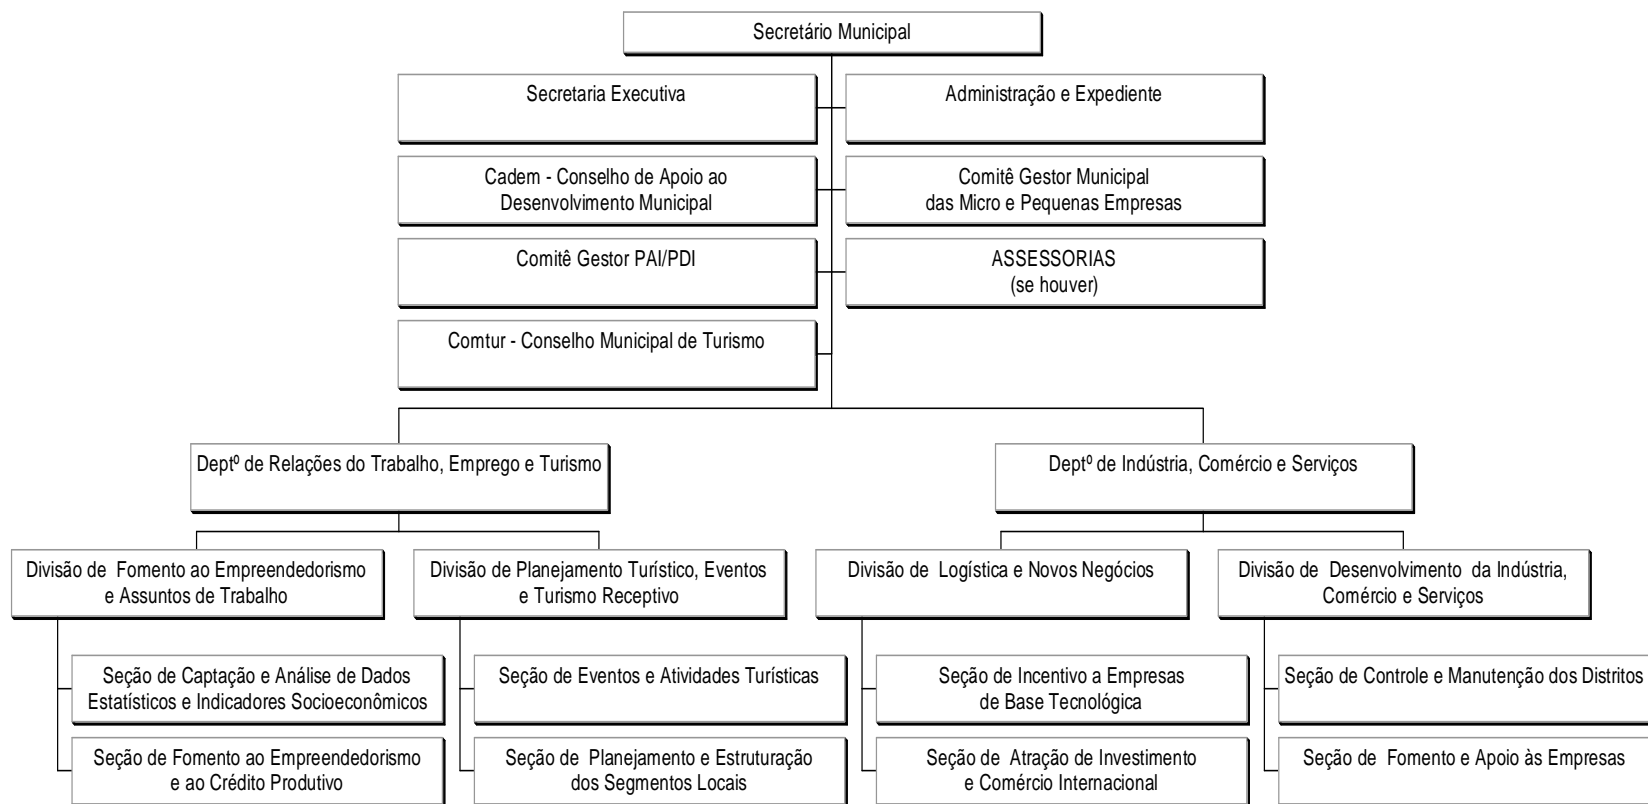 Secretário Municipal
Secretaria Executiva
Administração e Expediente
Cadem - Conselho de Apoio ao
Desenvolvimento Municipal
Comitê Gestor Municipal
das Micro e Pequenas Empresas
Comitê Gestor PAI/PDI
ASSESSORIAS
(se houver)
Comtur - Conselho Municipal de Turismo
Deptº de Relações do Trabalho, Emprego e Turismo
Deptº de Indústria, Comércio e Serviços
Divisão de Fomento ao Empreendedorismo
e Assuntos de Trabalho
Divisão de Planejamento Turístico, Eventos
e Turismo Receptivo
Divisão de Logística e Novos Negócios
Divisão de Desenvolvimento da Indústria,
Comércio e Serviços
Seção de Captação e Análise de Dados
Estatísticos e Indicadores Socioeconômicos
Seção de Eventos e Atividades Turísticas
Seção de Incentivo a Empresas
de Base Tecnológica
Seção de Controle e Manutenção dos Distritos
Seção de Fomento ao Empreendedorismo
e ao Crédito Produtivo
Seção de Planejamento e Estruturação
dos Segmentos Locais
Seção de Atração de Investimento
e Comércio Internacional
Seção de Fomento e Apoio às Empresas